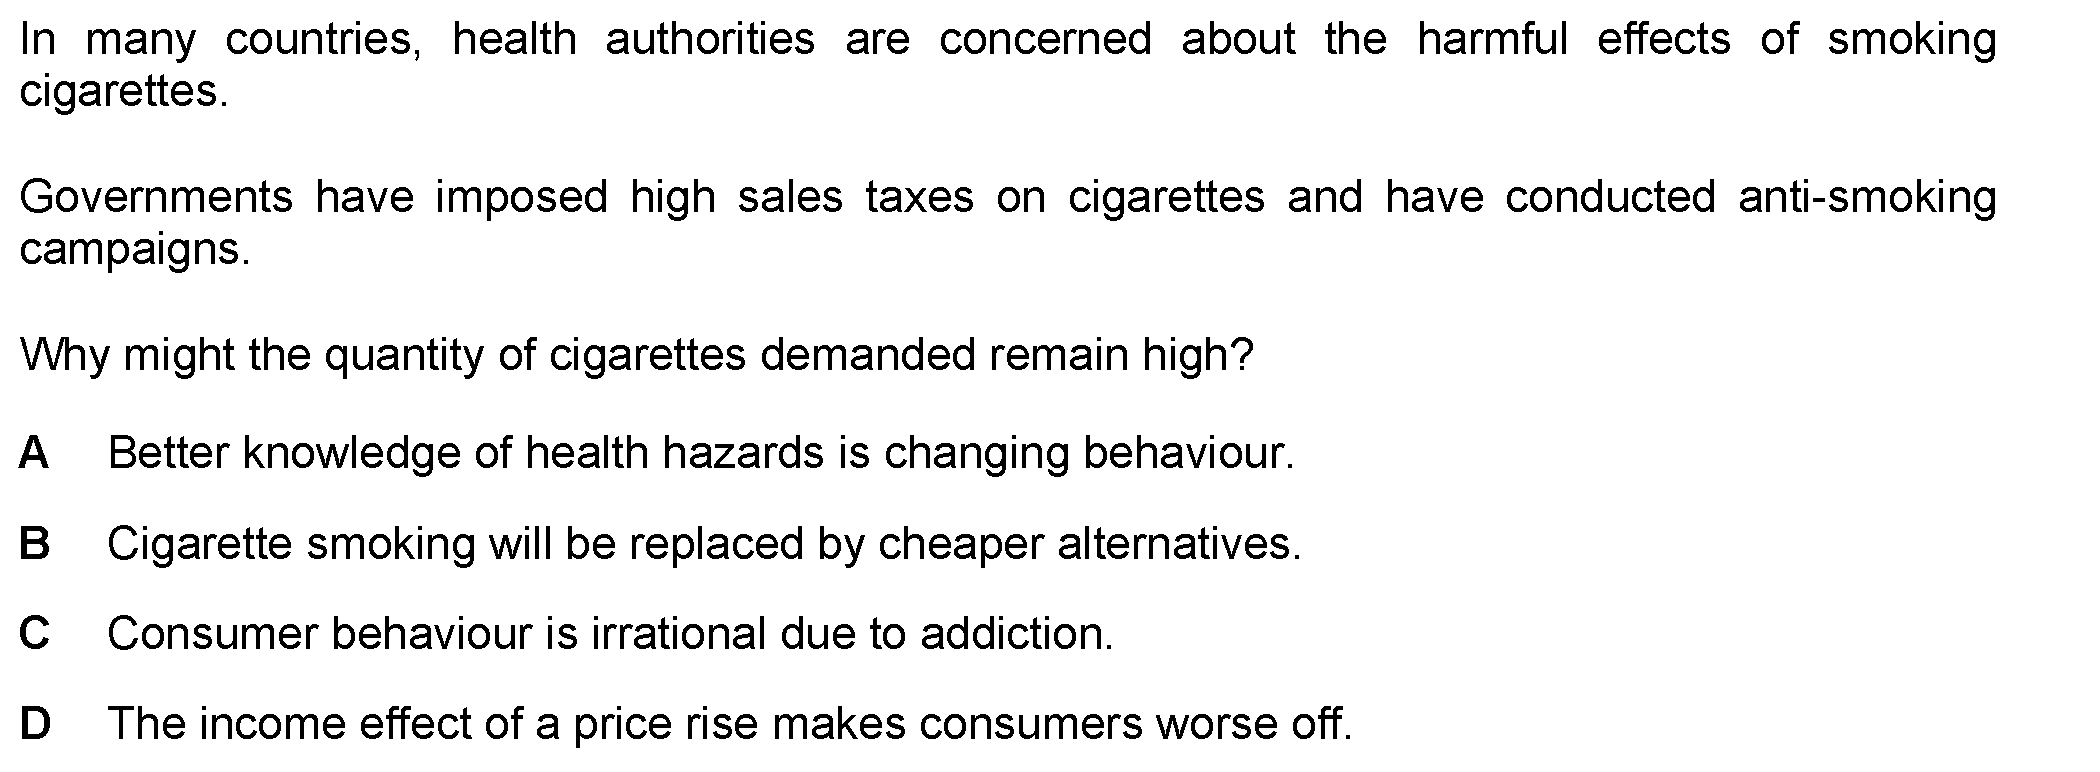 In many countries, health authorities are concerned about the harmful effects of smoking
cigarettes.
Governments have imposed high sales taxes on cigarettes and have conducted anti-smoking
campaigns.
Why might the quantity of cigarettes demanded remain high?
A Better knowledge of health hazards is changing behaviour.
B Cigarette smoking will be replaced by cheaper alternatives.
C Consumer behaviour is irrational due to addiction.
D The income effect of a price rise makes consumers worse off.